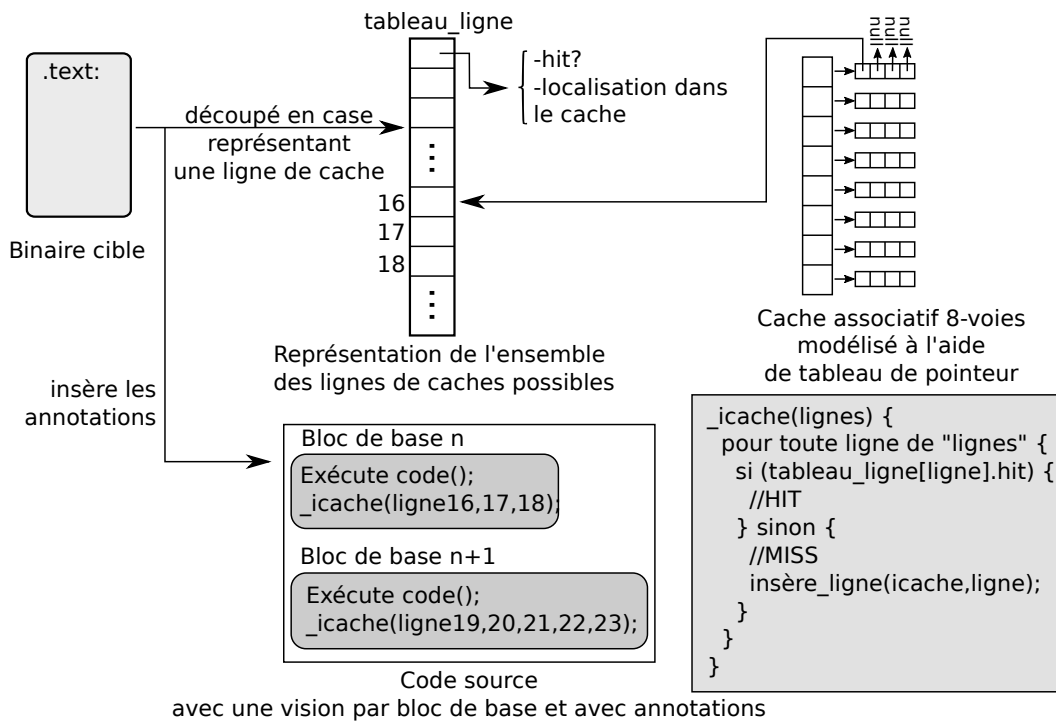 tableau_ligne
.text:
-hit?
-localisation dans
le cache
null
null
null
découpé en case
représentant
une ligne de cache
16
17
18
Binaire cible
Cache associatif 8-voies
modélisé à l'aide
de tableau de pointeur
Représentation de l'ensemble
des lignes de caches possibles
insère les
annotations
Bloc de base n
Exécute code();
_icache(ligne16,17,18);
Bloc de base n+1
Exécute code();
_icache(ligne19,20,21,22,23);
Code source
avec une vision par bloc de base et avec annotations
_icache(lignes) {
pour toute ligne de "lignes" {
si (tableau_ligne[ligne].hit) {
//HIT
} sinon {
//MISS
insère_ligne(icache,ligne);
}
}
}